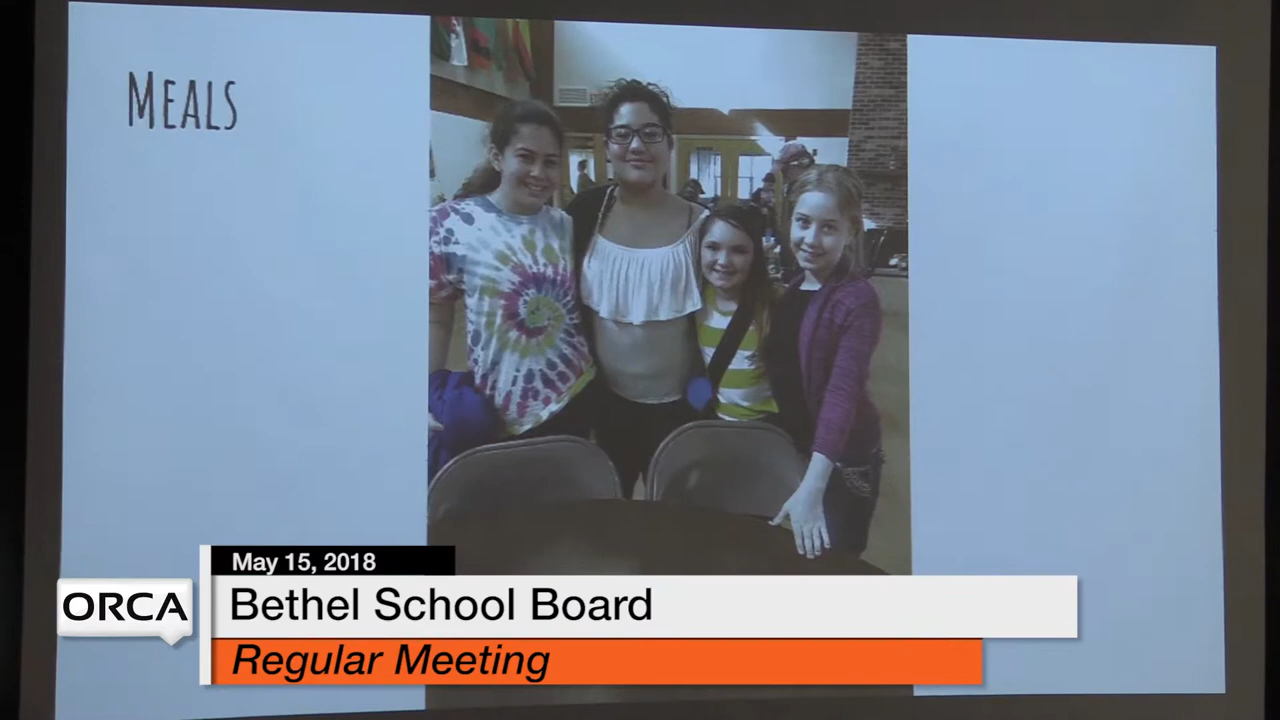 MEALS
May 15, 2018
ORCA
Bethel School Board
Regular Meeting